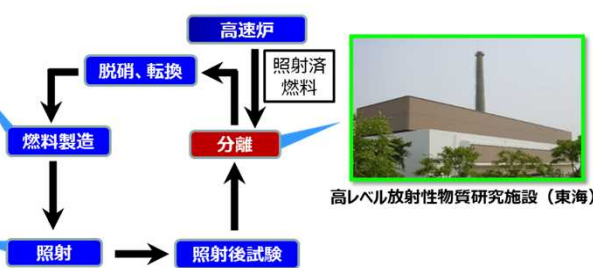 高速炉
照射済
燃料
脱硝、転換
燃料製造
分離
高レベル放射性物質研究施設（東海）
照射
照射後試験